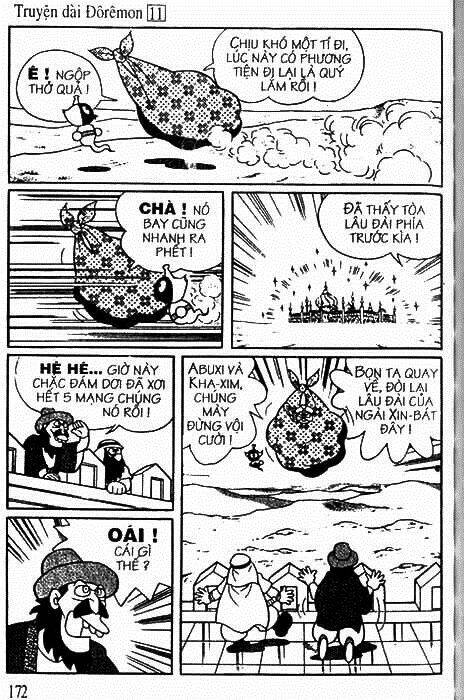 Truyện dài Đôrêmon 11
CHỊU KHÓ MỘT TÍ ĐI,
LÚC NÀY CÓ PHƯƠNG
TIỆN ĐI LẠI LÀ QUÝ
LẮM RỒI !
Ê ! NGỘP
THỞ QUÁ !
CHÀ ! NÓ
BAY CŨNG
NHANH RA
PHẾT !
ĐÃ THẤY TÒA
LÂU ĐÀI PHÍA
TRƯỚC KÌA !
HÈ HÉ... GIỜ NÀY
CHẮC ĐÁM DƠI ĐÃ XƠI
HẾT 5 MẠNG CHÚNG
NÓ RỒI !
OÁI !
CÁI GÌ
THẾ ?
ABUXI VÀ
KHA-XIM,
CHÚNG
MÀY
ĐỪNG VỘI
CƯỜI !
BỌN TA QUAY
VỀ, ĐÒI LẠI
LÂU ĐÀI CỦA
NGÀI XIN-BÁT
ĐÂY !
172